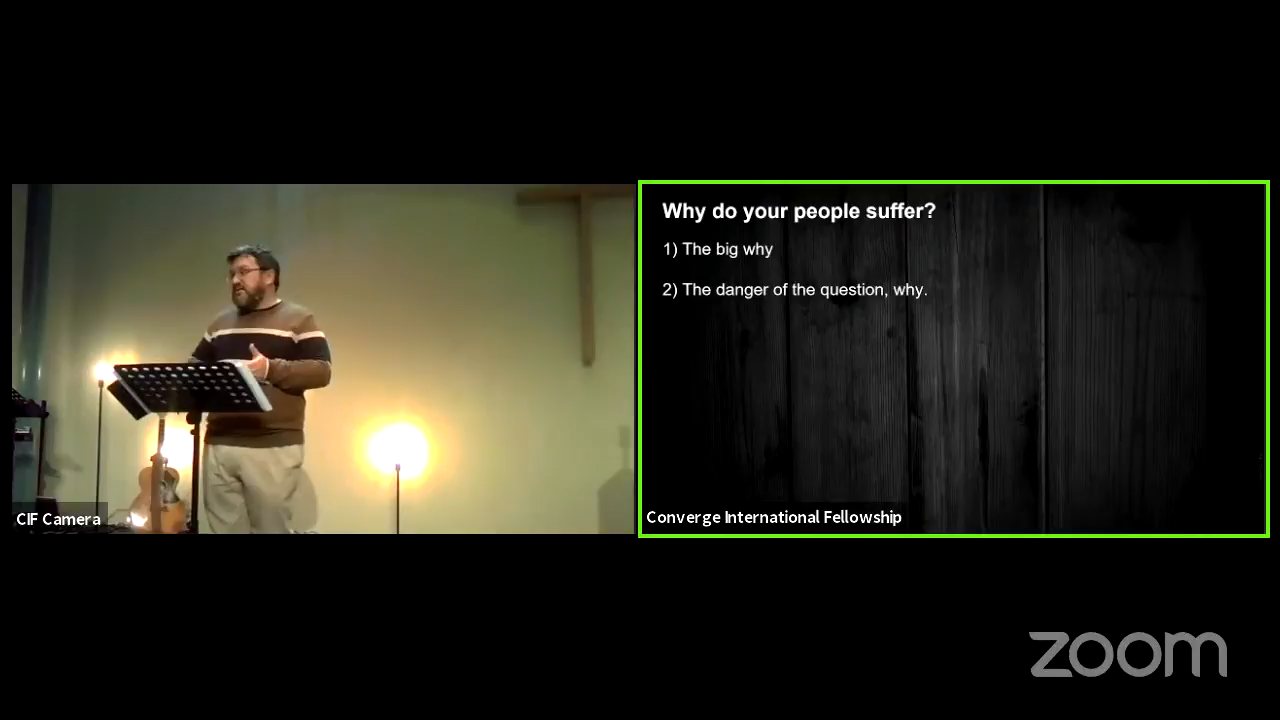 Why do your people suffer?
1) The big why
2) The danger of the question, why.
CIF Camera
Converge International Fellowship
zoom